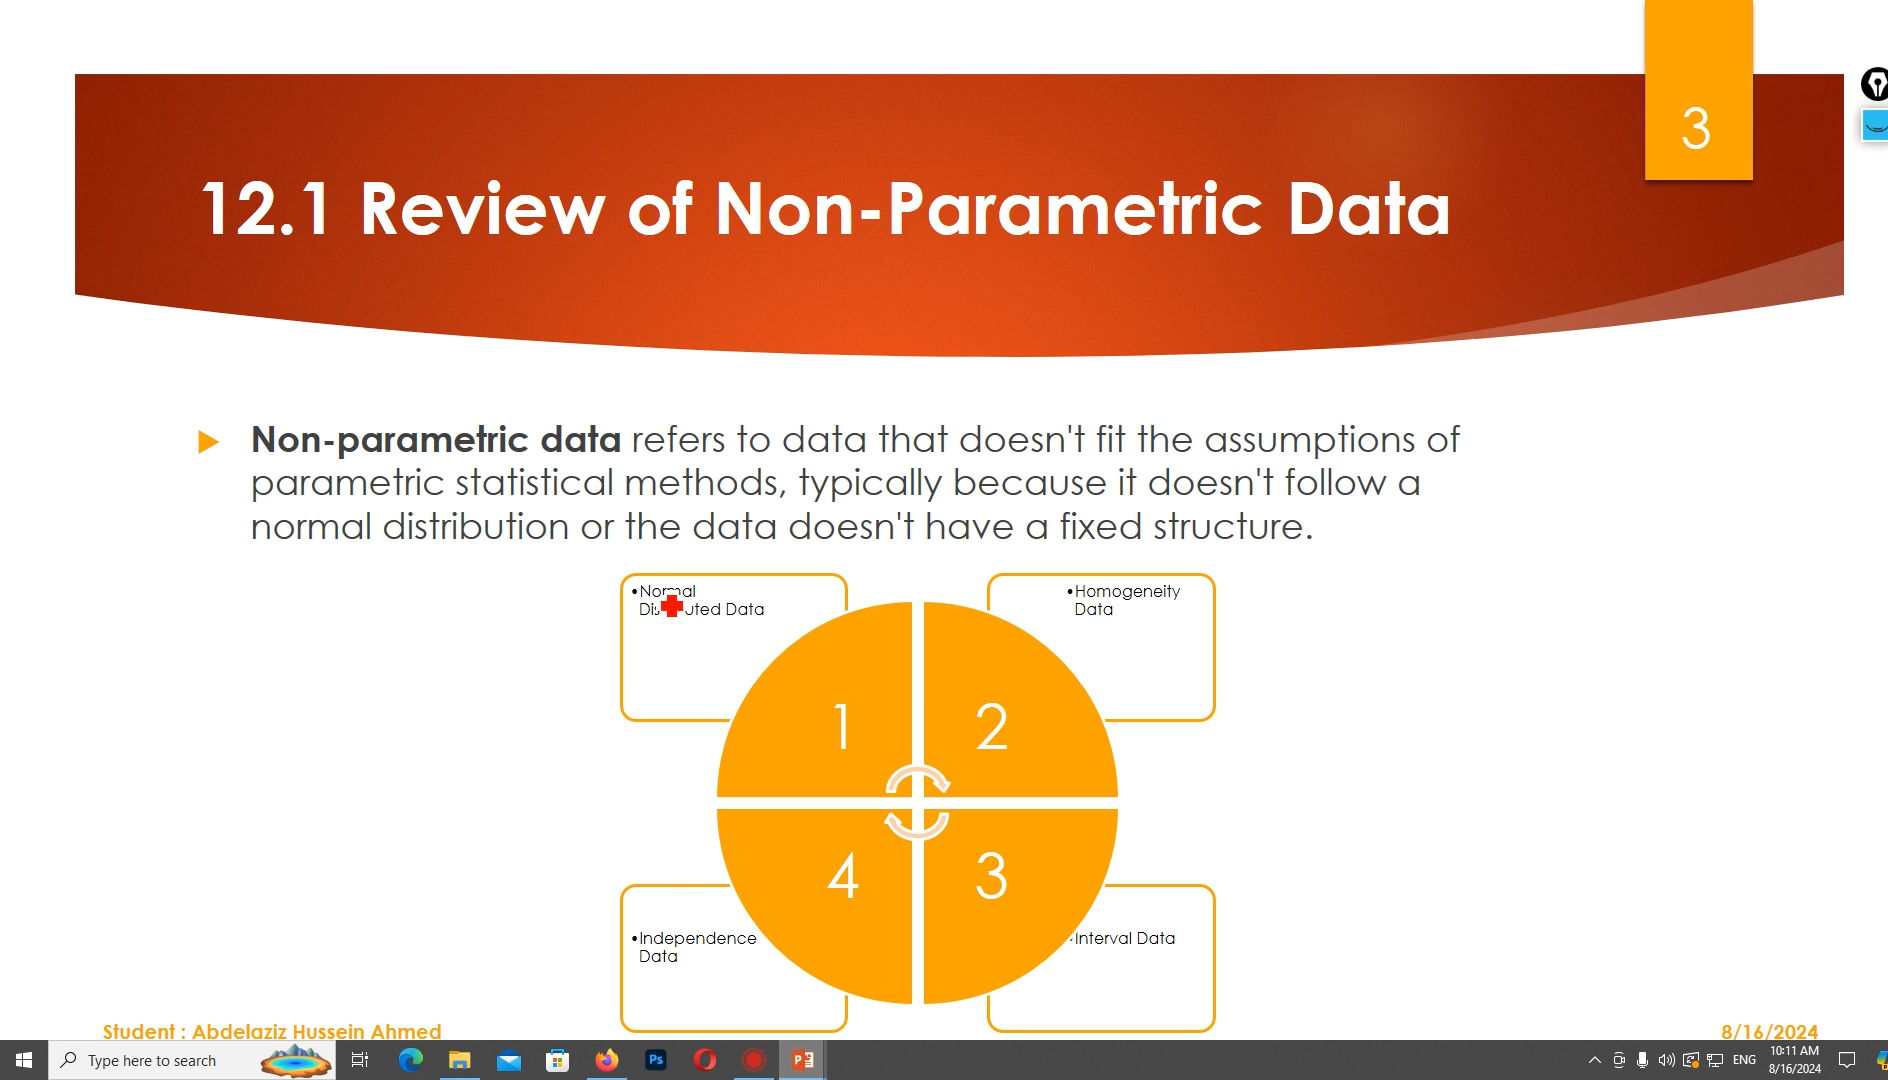 3
12.1 Review of Non-Parametric Data
Non-parametric data refers to data that doesn't fit the assumptions of
parametric statistical methods, typically because it doesn't follow a
normal distribution or the data doesn't have a fixed structure.
•Normal
Data
•Homogeneity
Data
1
2
4
3
•Independence
Data
•Interval Data
Student : Abdelaziz Hussein Ahmed
8/16/2024
Type here to search
Ps
P
ENG
10:11 AM
8/16/2024